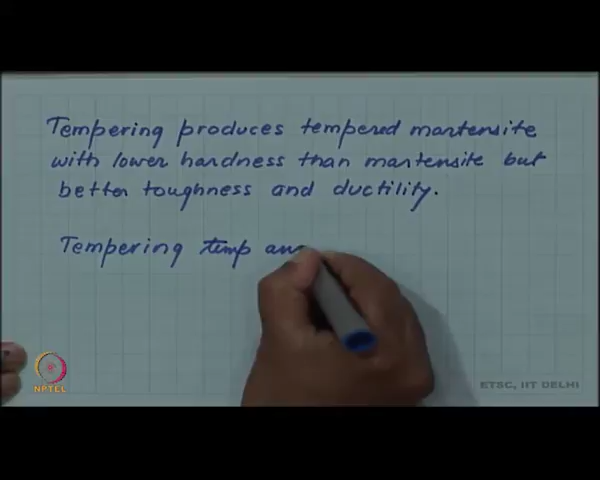 Tempering produces tempered martensite
with lower hardness than martensite but
better toughness and ductility.
Tempering temp an
NPTEL
ETSC, IIT DELHI